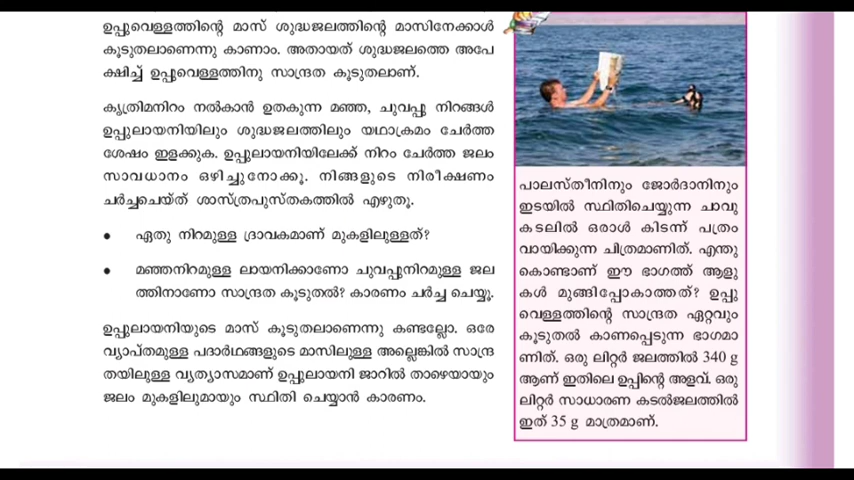 ഉപ്പുവെള്ളത്തിന്റെ മാസ് ശുദ്ധജലത്തിന്റെ മാസിനേക്കാൾ
കൂടുതലാണെന്നു കാണാം. അതായത് ശുദ്ധജലത്തെ അപേ
ക്ഷിച്ച് ഉപ്പുവെള്ളത്തിനു സാന്ദ്രത കൂടുതലാണ്.
കൃത്രിമനിറം നൽകാൻ ഉതകുന്ന മഞ്ഞ, ചുവപ്പു നിറങ്ങൾ
ഉപ്പുലായനിയിലും ശുദ്ധജലത്തിലും യഥാക്രമം ചേർത്ത
ശേഷം ഇളക്കുക. ഉപ്പുലായനിയിലേക്ക് നിറം ചേർത്ത ജലം
സാവധാനം ഒഴിച്ചുനോക്കൂ. നിങ്ങളുടെ നിരീക്ഷണം
ചർച്ചചെയ്ത് ശാസ്ത്രപുസ്തകത്തിൽ എഴുതൂ.
• ഏതു നിറമുള്ള ദ്രാവകമാണ് മുകളിലുള്ളത്?
• മഞ്ഞനിറമുള്ള ലായനിക്കാണോ ചുവപ്പുനിറമുള്ള ജല
ത്തിനാണോ സാന്ദ്രത കൂടുതൽ? കാരണം ചർച്ച ചെയ്യൂ.
ഉപ്പുലായനിയുടെ മാസ് കൂടുതലാണെന്നു കണ്ടല്ലോ. ഒരേ
വ്യാപ്തമുള്ള പദാർഥങ്ങളുടെ മാസിലുള്ള അല്ലെങ്കിൽ സാന്ദ്ര
തയിലുള്ള വ്യത്യാസമാണ് ഉപ്പുലായനി ജാറിൽ താഴെയായും
ജലം മുകളിലുമായും സ്ഥിതി ചെയ്യാൻ കാരണം.
പാലസ്തീനിനും ജോർദാനിനും
ഇടയിൽ സ്ഥിതിചെയ്യുന്ന ചാവു
കടലിൽ ഒരാൾ കിടന്ന് പത്രം
വായിക്കുന്ന ചിത്രമാണിത്. എന്തു
കൊണ്ടാണ് ഈ ഭാഗത്ത് ആളു
കൾ മുങ്ങിപ്പോകാത്തത്? ഉപ്പു
വെള്ളത്തിന്റെ സാന്ദ്രത ഏറ്റവും
കൂടുതൽ കാണപ്പെടുന്ന ഭാഗമാ
ണിത്. ഒരു ലിറ്റർ ജലത്തിൽ 340 g
ആണ് ഇതിലെ ഉപ്പിന്റെ അളവ്. ഒരു
ലിറ്റർ സാധാരണ കടൽജലത്തിൽ
ഇത് 35 g മാത്രമാണ്.